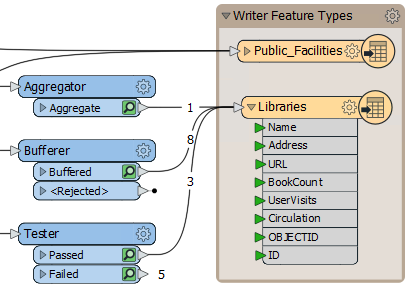 Writer Feature Types
Public_Facilities
Aggregator
Aggregate
1
Libraries
Name
Address
URL
BookCount
UserVisits
Circulation
OBJECTID
ID
8
Bufferer
Buffered
<Rejected>
3
Tester
Passed
Failed
5